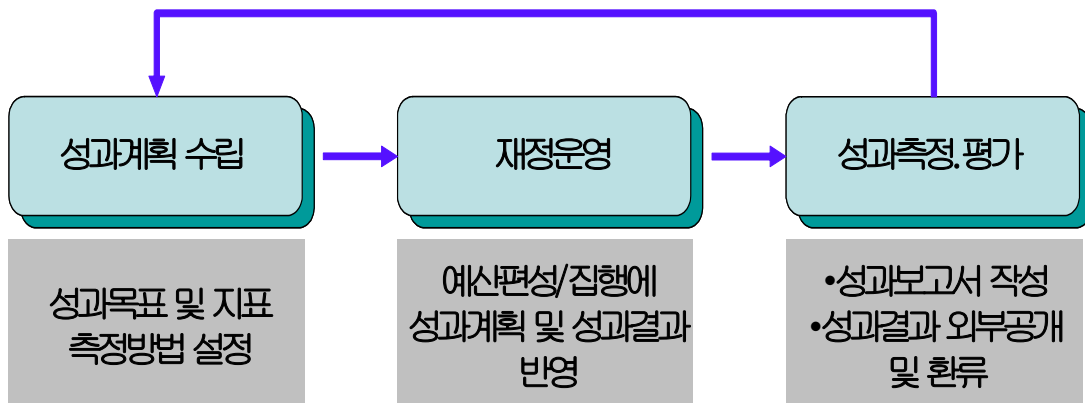 성과계획 수립
재정운영
성과측정.평가
성과목표 및 지표
측정방법 설정
예산편성/집행에
성과계획 및 성과결과
반영
•성과보고서 작성
•성과결과 외부공개
및 환류